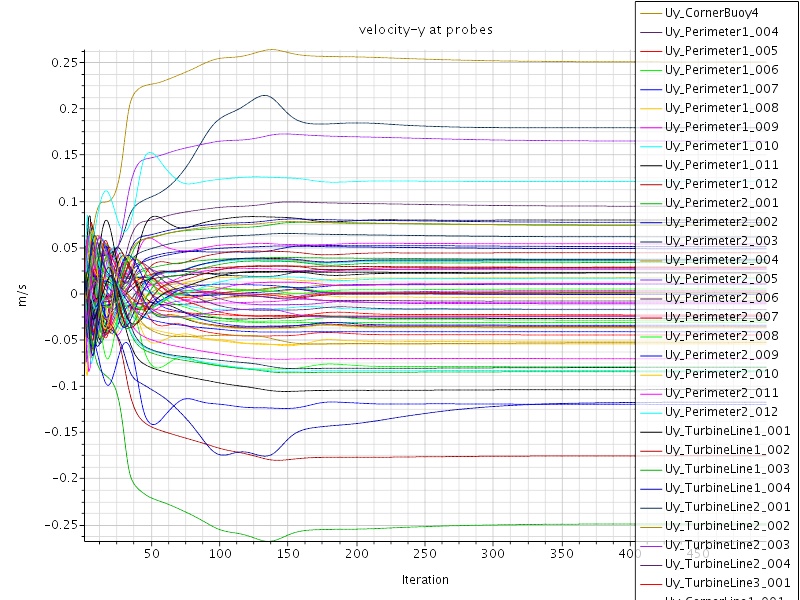 velocity-y at probes
m/s
0.25
0.2
0.15
0.1
0.05
0
-0.05
-0.1
-0.15
-0.2
-0.25
50
100
150
200
250
300
350
400
450
Iteration
Uy_CornerBuoy4
Uy_Perimeter1_004
Uy_Perimeter1_005
Uy_Perimeter1_006
Uy_Perimeter1_007
Uy_Perimeter1_008
Uy_Perimeter1_009
Uy_Perimeter1_010
Uy_Perimeter1_011
Uy_Perimeter1_012
Uy_Perimeter2_001
Uy_Perimeter2_002
Uy_Perimeter2_003
Uy_Perimeter2_004
Uy_Perimeter2_005
Uy_Perimeter2_006
Uy_Perimeter2_007
Uy_Perimeter2_008
Uy_Perimeter2_009
Uy_Perimeter2_010
Uy_Perimeter2_011
Uy_Perimeter2_012
Uy_TurbineLine1_001
Uy_TurbineLine1_002
Uy_TurbineLine1_003
Uy_TurbineLine1_004
Uy_TurbineLine2_001
Uy_TurbineLine2_002
Uy_TurbineLine2_003
Uy_TurbineLine2_004
Uy_TurbineLine3_001